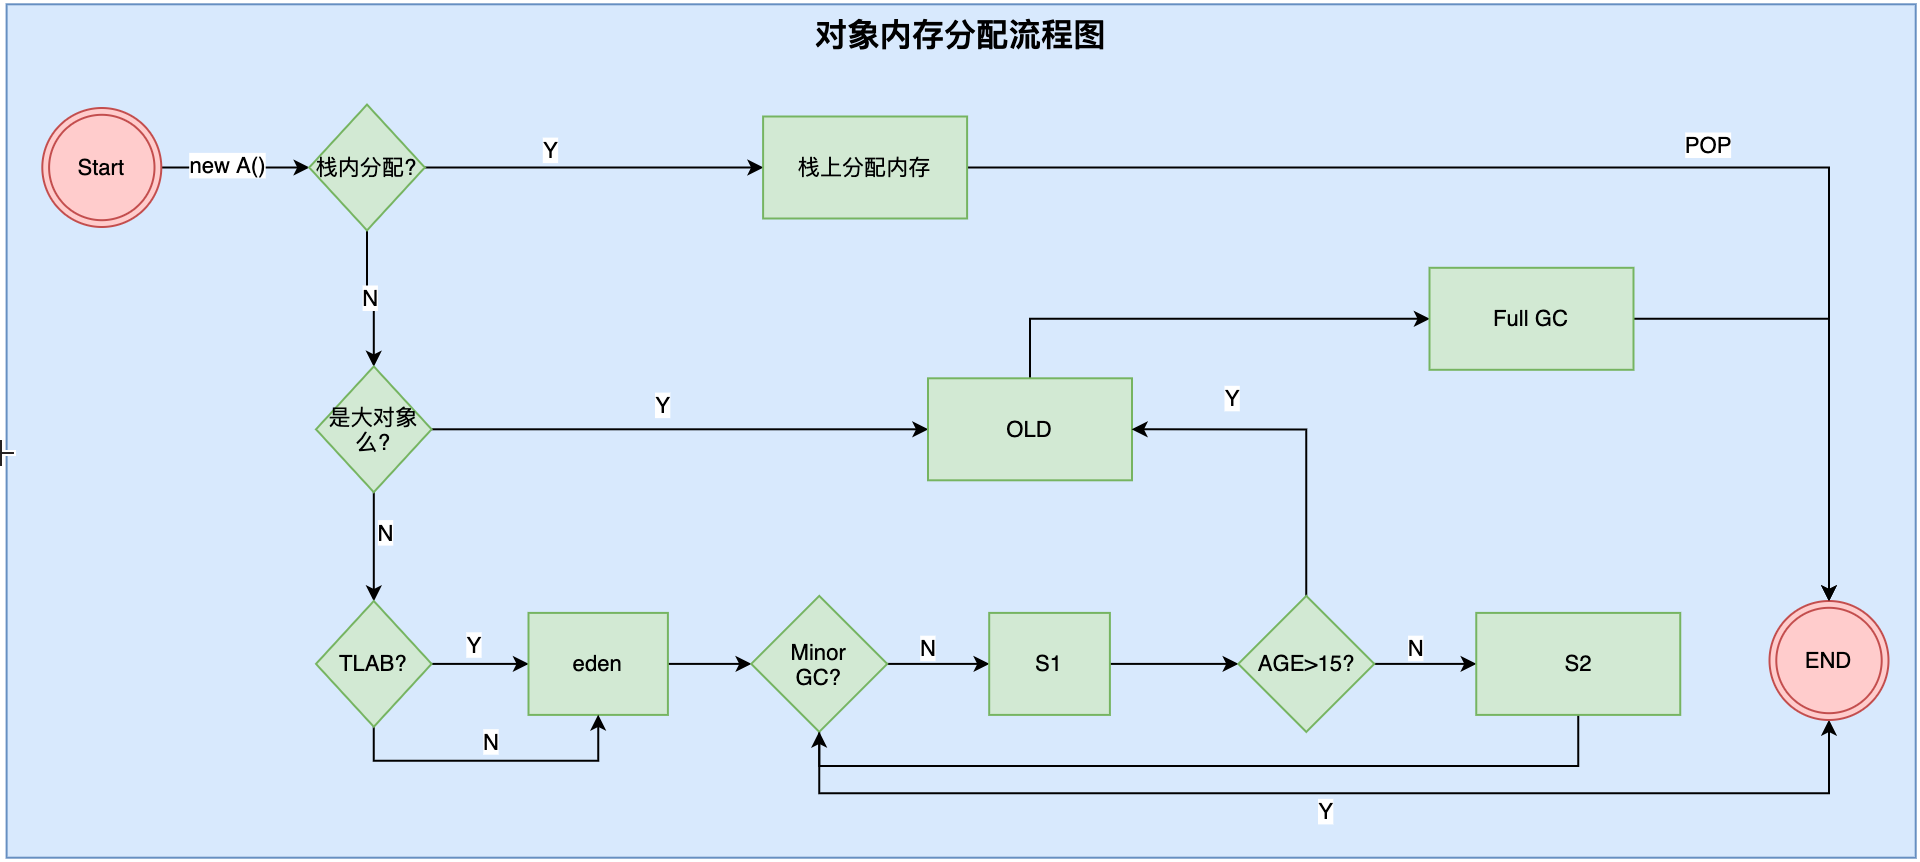 对象内存分配流程图
Start
new A()
栈内分配?
Y
栈上分配内存
POP
N
Full GC
是大对象
么?
Y
OLD
Y
N
TLAB?
Y
eden
Minor
GC?
N
S1
AGE>15?
N
S2
END
N
Y